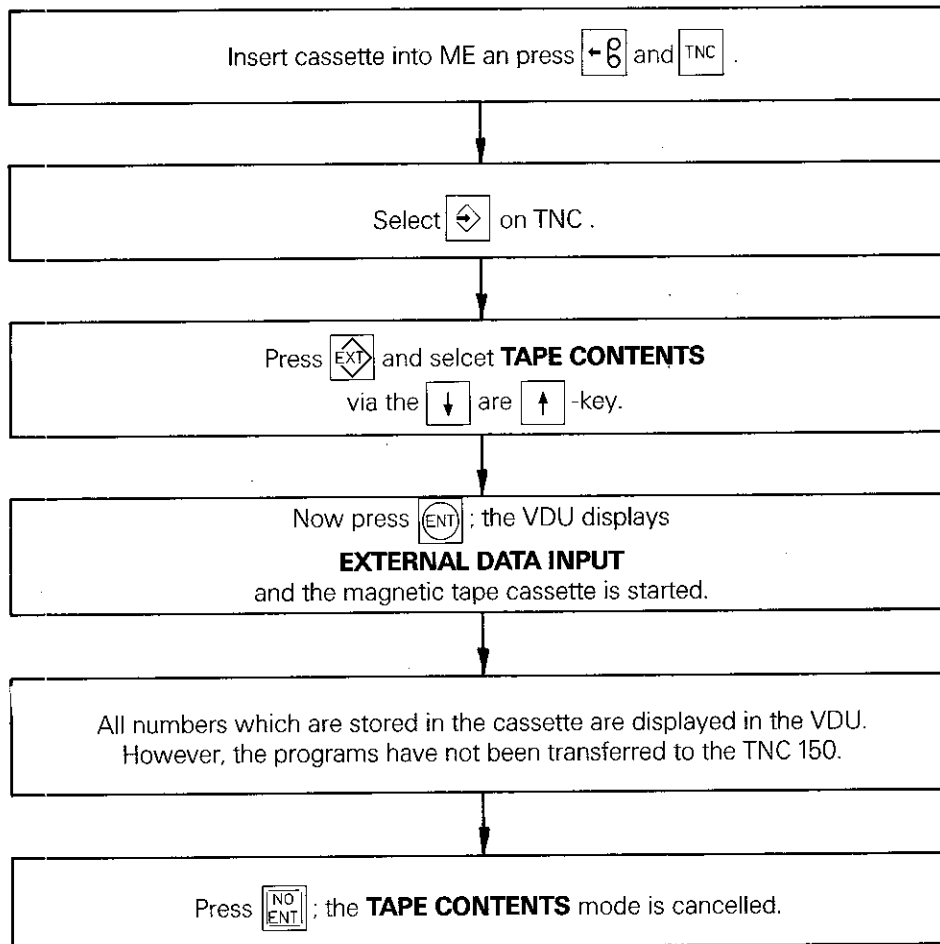 Insert cassette into ME an press and TNC .
Select on TNC .
Press EXT and selcet TAPE CONTENTS
via the ↓ are ↑ -key.
Now press ENT ; the VDU displays
EXTERNAL DATA INPUT
and the magnetic tape cassette is started.
All numbers which are stored in the cassette are displayed in the VDU.
However, the programs have not been transferred to the TNC 150.
Press NO ENT ; the TAPE CONTENTS mode is cancelled.